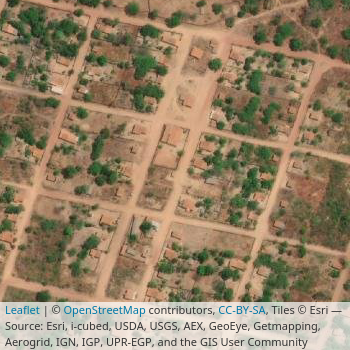 Leaflet | © OpenStreetMap contributors, CC-BY-SA, Tiles © Esri —
Source: Esri, i-cubed, USDA, USGS, AEX, GeoEye, Getmapping,
Aerogrid, IGN, IGP, UPR-EGP, and the GIS User Community